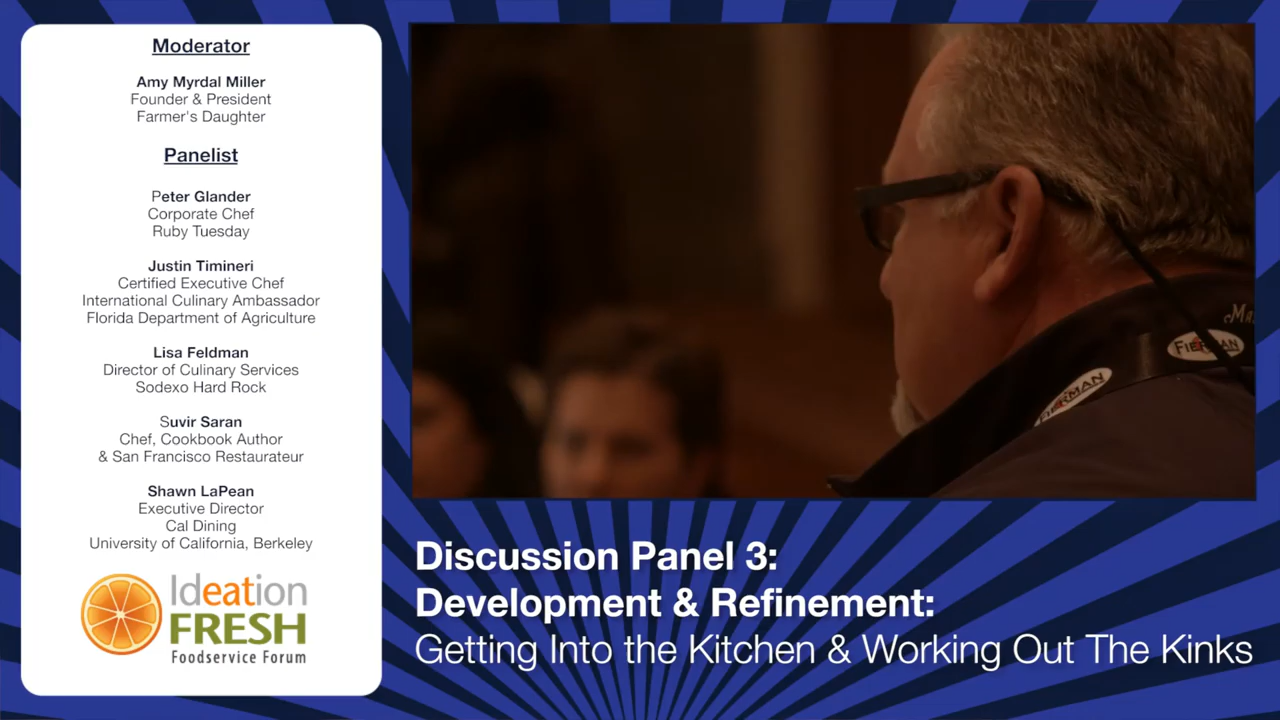 Moderator
Amy Myrdal Miller
Founder & President
Farmer's Daughter
Panelist
Peter Glander
Corporate Chef
Ruby Tuesday
Justin Timineri
Certified Executive Chef
International Culinary Ambassador
Florida Department of Agriculture
Lisa Feldman
Director of Culinary Services
Sodexo Hard Rock
Suvir Saran
Chef, Cookbook Author
& San Francisco Restaurateur
Shawn LaPean
Executive Director
Cal Dining
University of California, Berkeley
Ideation
FRESH
Foodservice Forum
FIERMAN
Discussion Panel 3:
Development & Refinement:
Getting Into the Kitchen & Working Out The Kinks